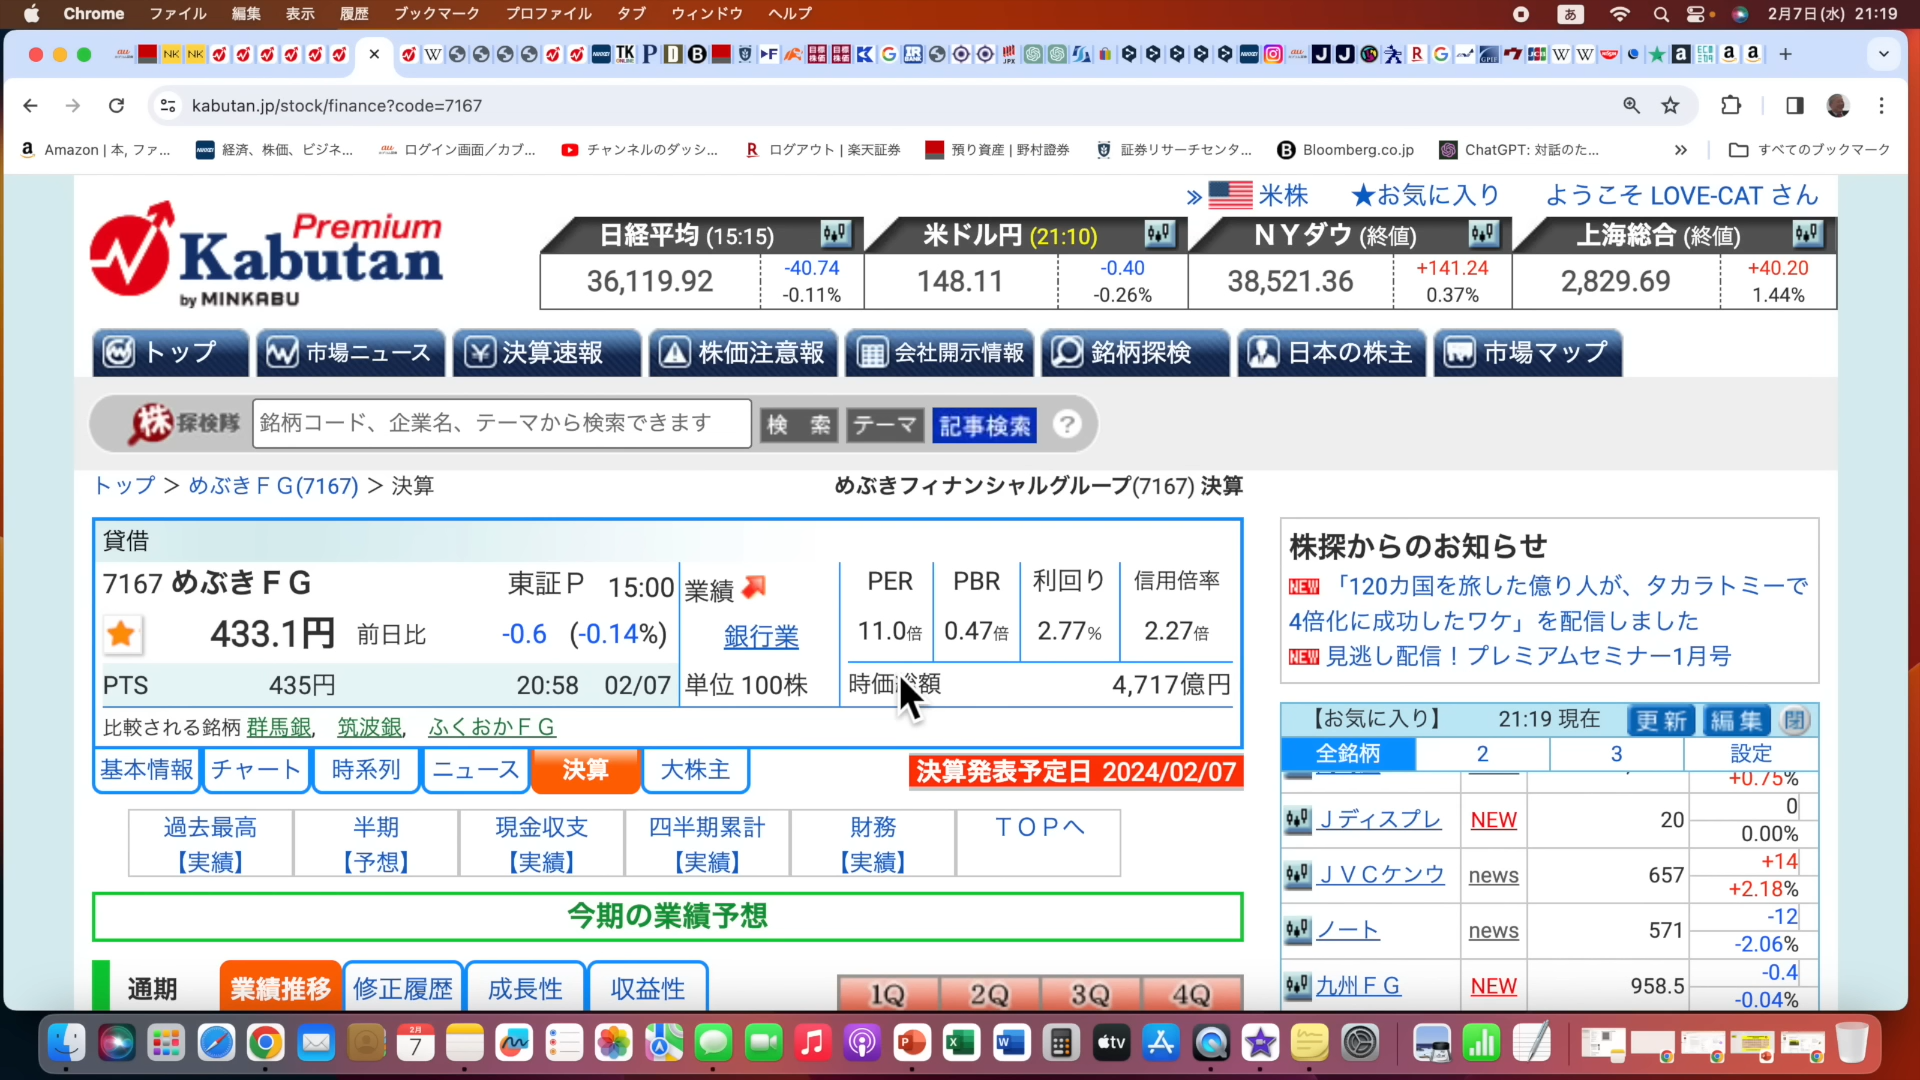 Chrome ファイル 編集 表示 履歴 ブックマーク プロファイル タブ ウィンドウ ヘルプ あ 2月7日(水) 21:19
kabutan.jp/stock/finance?code=7167
Amazon | 本, ファ... 経済、株価、ビジネ... ログイン画面／カブ... チャンネルのダッシ... ログアウト | 楽天証券 預り資産 | 野村證券 証券リサーチセンタ... Bloomberg.co.jp ChatGPT: 対話のた... » すべてのブックマーク
» 米株 ★お気に入り ようこそ LOVE-CAT さん
Premium
Kabutan
by MINKABU
日経平均 (15:15) 米ドル円 (21:10) ＮＹダウ (終値) 上海総合 (終値)
36,119.92 -40.74 -0.11% 148.11 -0.40 -0.26% 38,521.36 +141.24 0.37% 2,829.69 +40.20 1.44%
トップ 市場ニュース 決算速報 株価注意報 会社開示情報 銘柄探検 日本の株主 市場マップ
株探検隊 銘柄コード、企業名、テーマから検索できます 検 索 テーマ 記事検索 ?
トップ > めぶきＦＧ(7167) > 決算 めぶきフィナンシャルグループ(7167) 決算
貸借
7167 めぶきＦＧ 東証Ｐ 15:00 業績 PER PBR 利回り 信用倍率
433.1円 前日比 -0.6 (-0.14%) 銀行業 11.0倍 0.47倍 2.77% 2.27倍
PTS 435円 20:58 02/07 単位 100株 時価総額 4,717億円
比較される銘柄 群馬銀, 筑波銀, ふくおかＦＧ
基本情報 チャート 時系列 ニュース 決算 大株主 決算発表予定日 2024/02/07
過去最高 半期 現金収支 四半期累計 財務 ＴＯＰへ
【実績】 【予想】 【実績】 【実績】 【実績】
今期の業績予想
通期 業績推移 修正履歴 成長性 収益性 1Q 2Q 3Q 4Q
株探からのお知らせ
NEW 「120カ国を旅した億り人が、タカラトミーで
4倍化に成功したワケ」を配信しました
NEW 見逃し配信！プレミアムセミナー1月号
【お気に入り】 21:19 現在 更新 編集 閉
全銘柄 2 3 設定
+0.75%
Ｊディスプレ NEW 20 0 0.00%
ＪＶＣケンウ news 657 +14 +2.18%
ノート news 571 -12 -2.06%
九州ＦＧ NEW 958.5 -0.4 -0.04%